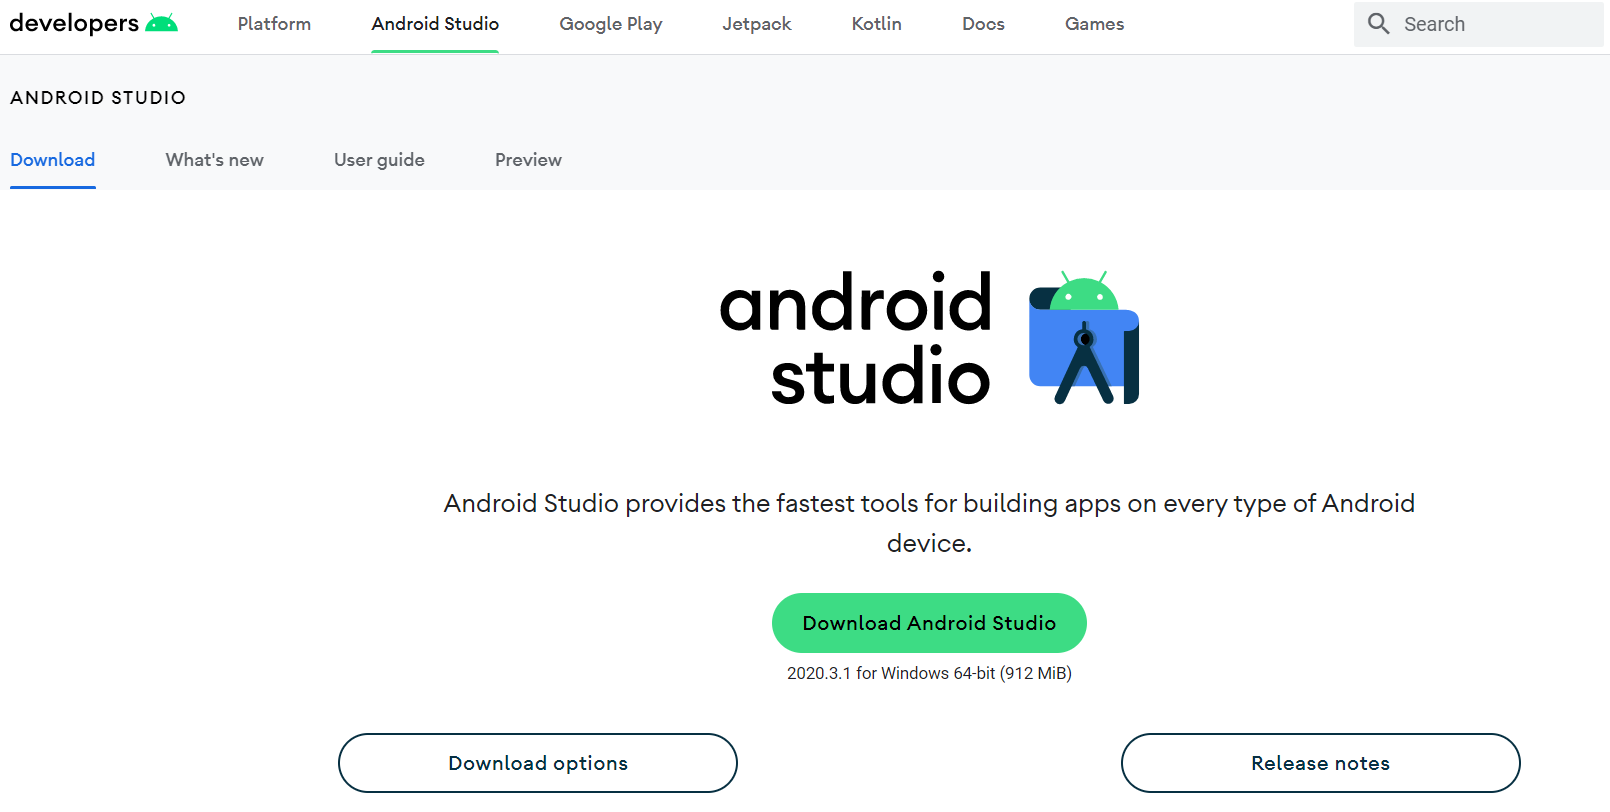 developers Platform Android Studio Google Play Jetpack Kotlin Docs Games Search
ANDROID STUDIO
Download What's new User guide Preview
android
studio
Android Studio provides the fastest tools for building apps on every type of Android
device.
Download Android Studio
2020.3.1 for Windows 64-bit (912 MiB)
Download options Release notes